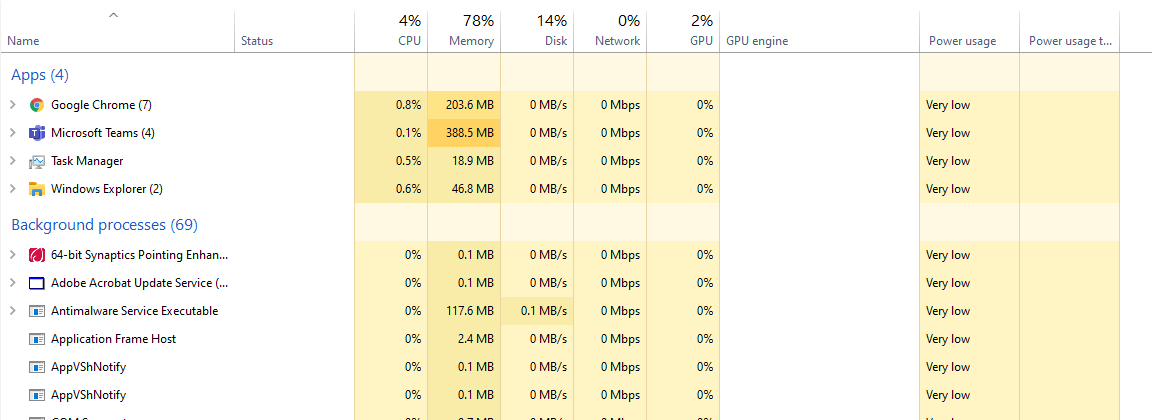 4% 78% 14% 0% 2%
Name Status CPU Memory Disk Network GPU GPU engine Power usage Power usage t...
Apps (4)
Google Chrome (7) 0.8% 203.6 MB 0 MB/s 0 Mbps 0% Very low
Microsoft Teams (4) 0.1% 388.5 MB 0 MB/s 0 Mbps 0% Very low
Task Manager 0.5% 18.9 MB 0 MB/s 0 Mbps 0% Very low
Windows Explorer (2) 0.6% 46.8 MB 0 MB/s 0 Mbps 0% Very low
Background processes (69)
64-bit Synaptics Pointing Enhan... 0% 0.1 MB 0 MB/s 0 Mbps 0% Very low
Adobe Acrobat Update Service (... 0% 0.1 MB 0 MB/s 0 Mbps 0% Very low
Antimalware Service Executable 0% 117.6 MB 0.1 MB/s 0 Mbps 0% Very low
Application Frame Host 0% 2.4 MB 0 MB/s 0 Mbps 0% Very low
AppVShNotify 0% 0.1 MB 0 MB/s 0 Mbps 0% Very low
AppVShNotify 0% 0.1 MB 0 MB/s 0 Mbps 0% Very low